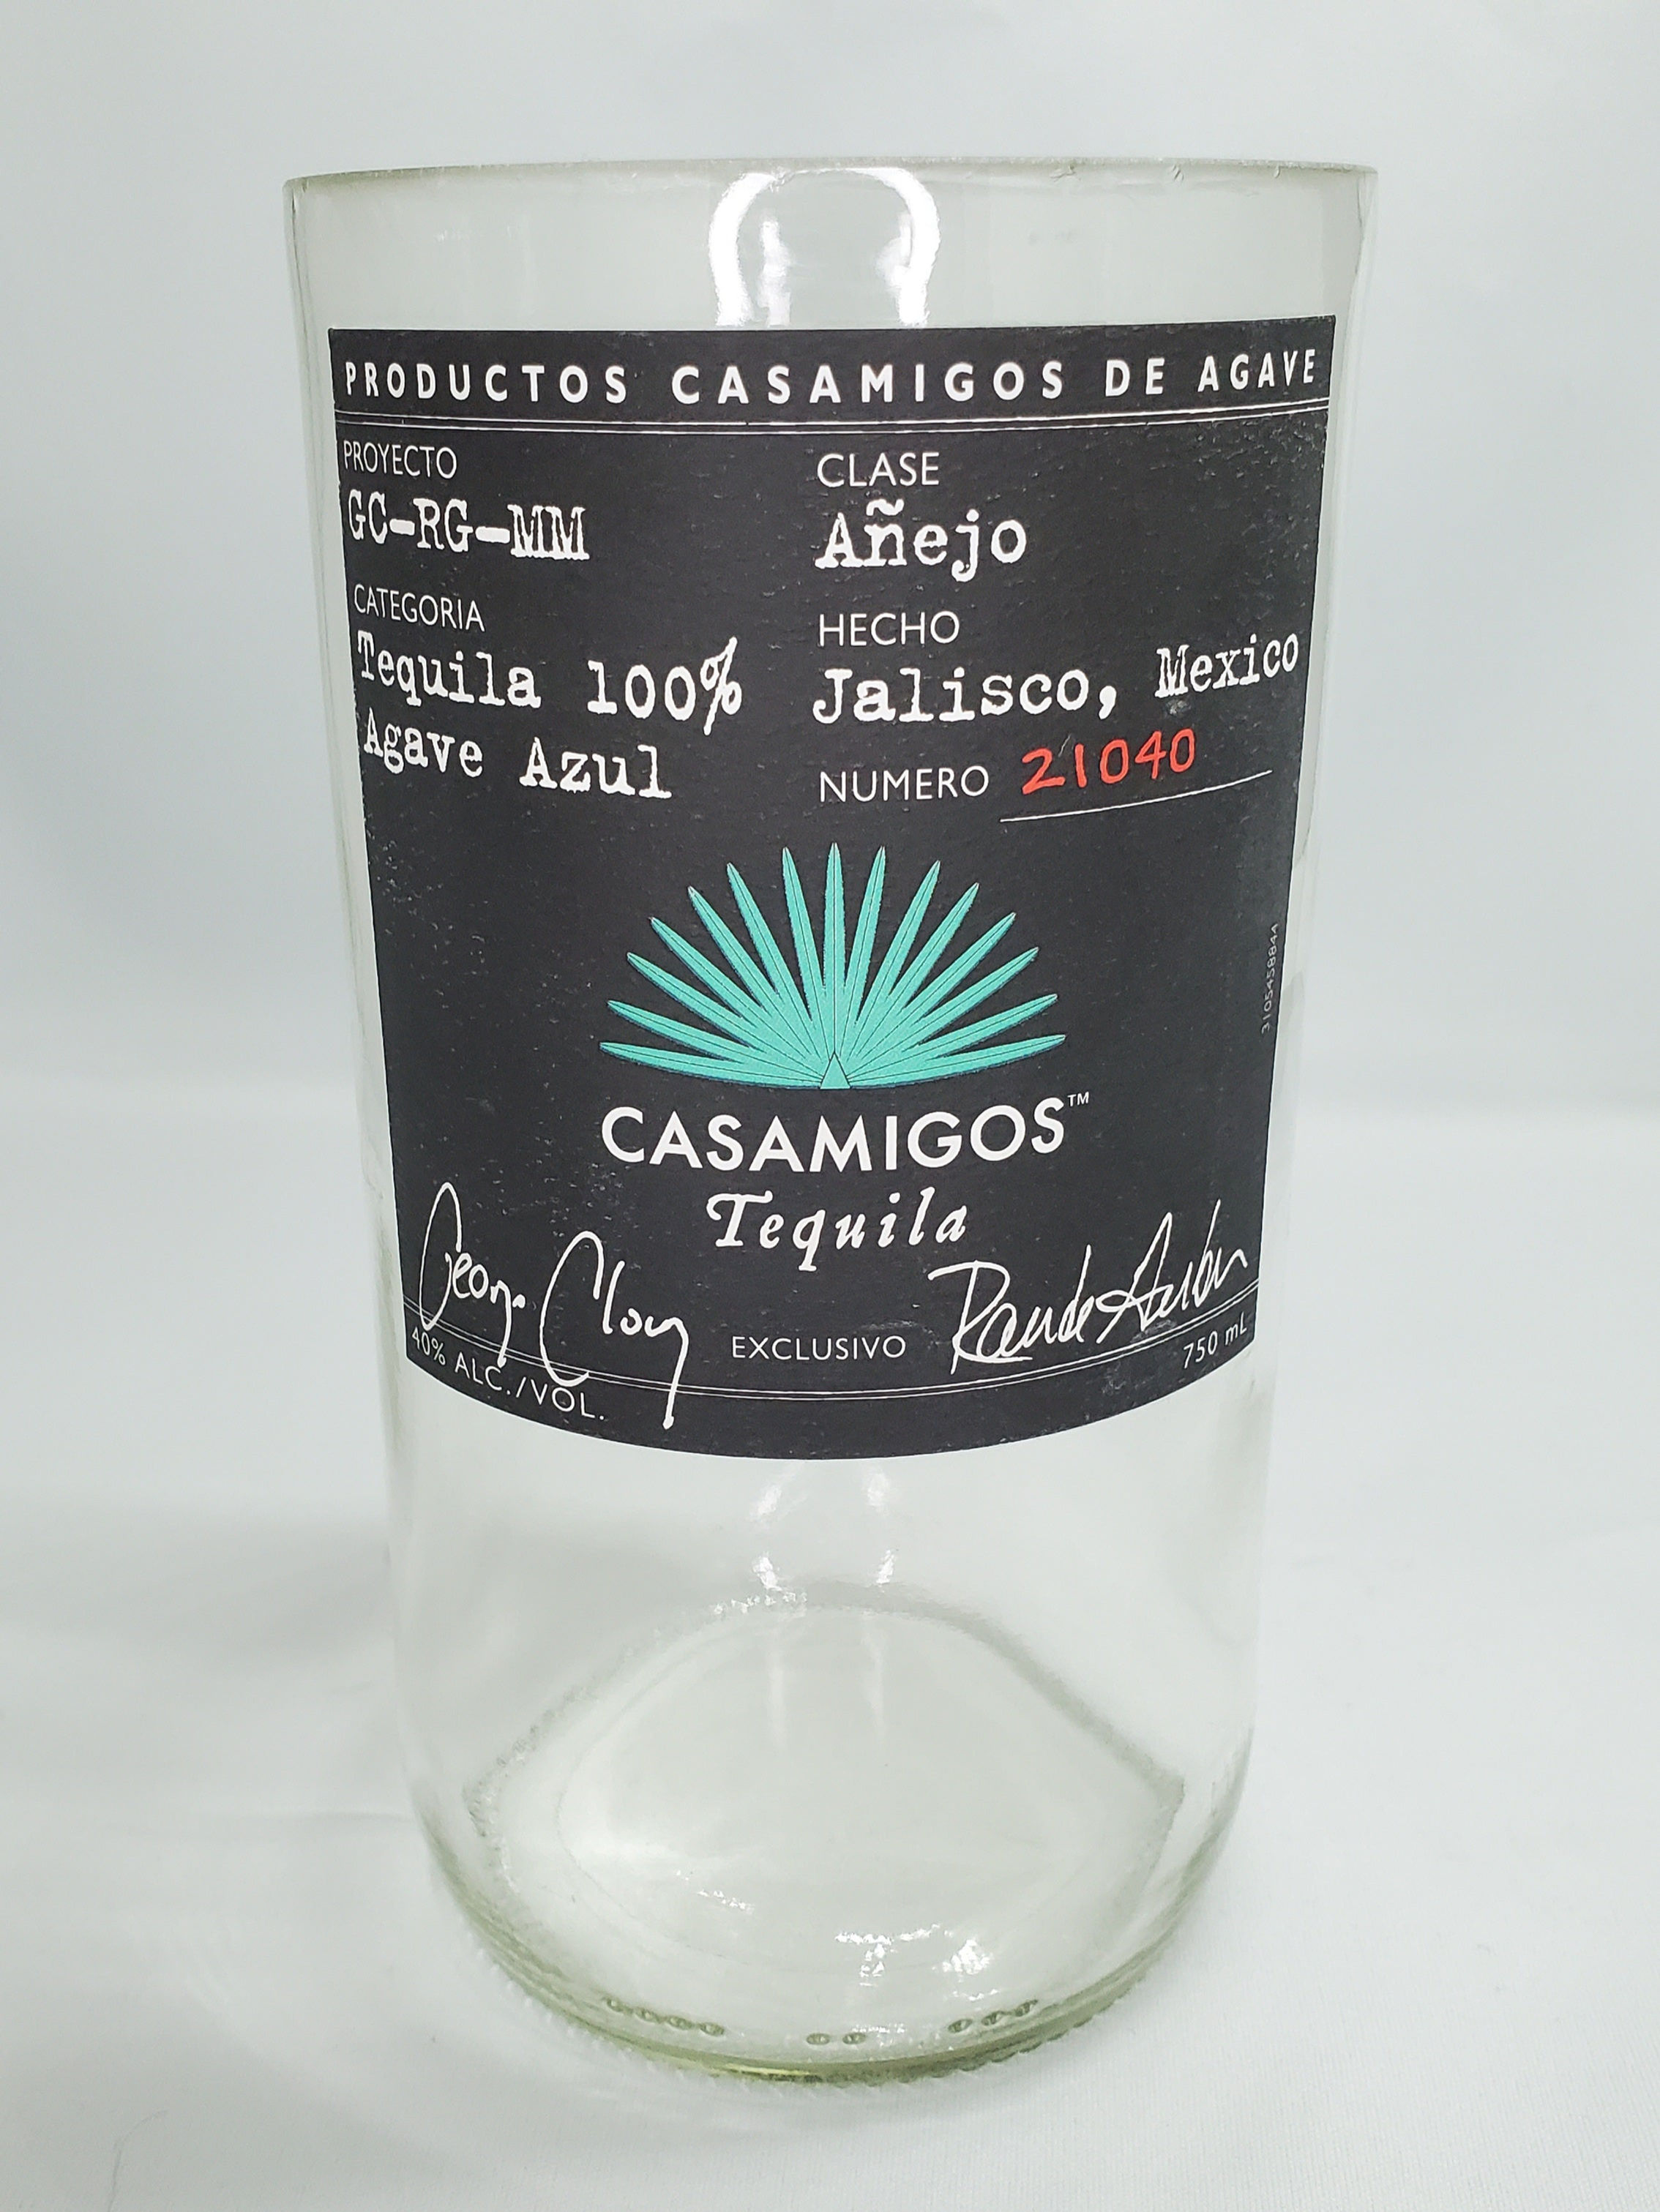 PRODUCTOS CASAMIGOS DE AGAVE
PROYECTO
GC-RG-MM
CATEGORIA
Tequila 100%
Agave Azul
CLASE
Añejo
HECHO
Jalisco, Mexico
NUMERO 21040
3105458844
CASAMIGOS™
Tequila
EXCLUSIVO
40% ALC./VOL.
750 mL